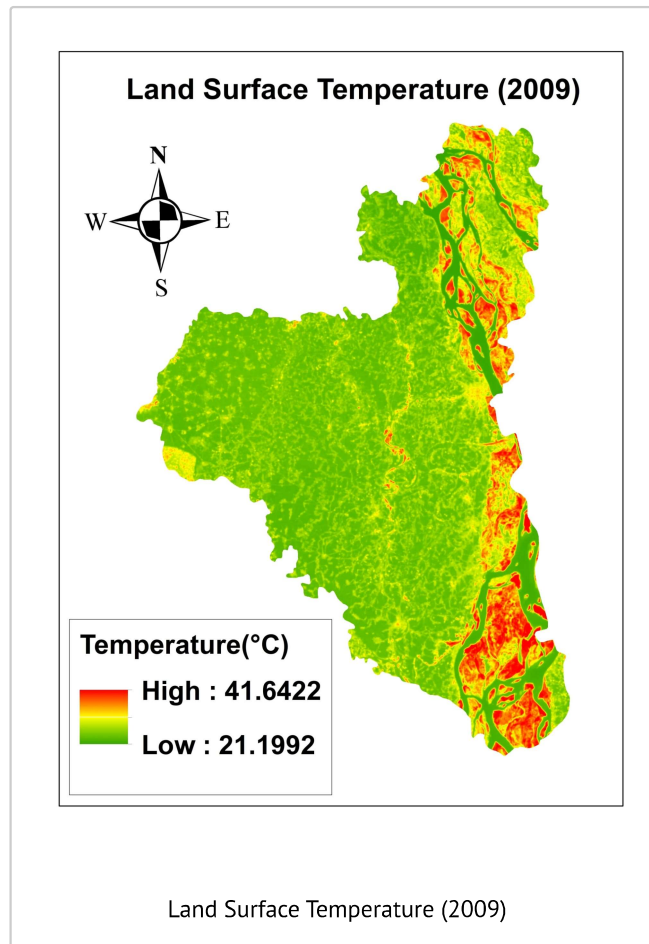 Land Surface Temperature (2009)
N
W E
S
Temperature(°C)
High : 41.6422
Low : 21.1992
Land Surface Temperature (2009)